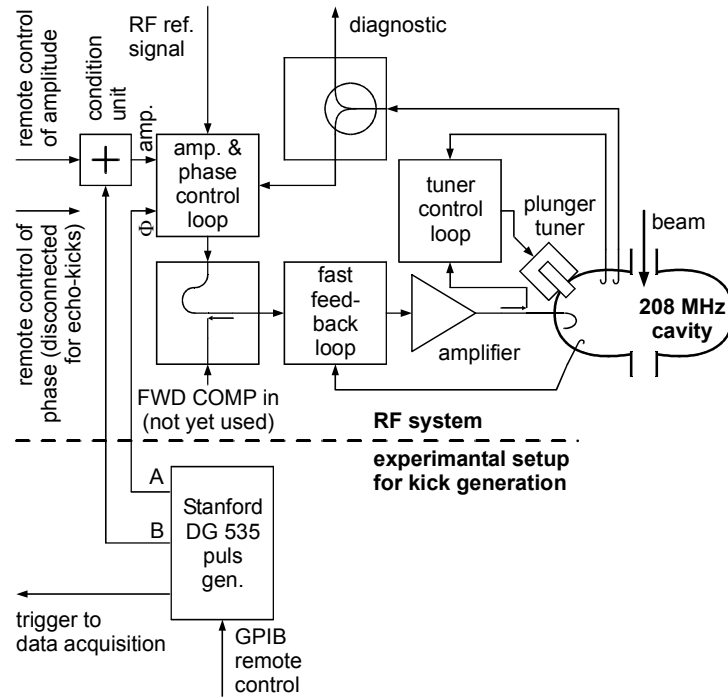 RF ref.
signal
diagnostic
remote control
of amplitude
condition
unit
amp.
+
amp. &
phase
control
loop
Φ
tuner
control
loop
plunger
tuner
beam
remote control of
phase (disconnected
for echo-kicks)
fast
feed-
back
loop
amplifier
208 MHz
cavity
FWD COMP in
(not yet used)
RF system
experimantal setup
for kick generation
A
B
Stanford
DG 535
puls
gen.
trigger to
data acquisition
GPIB
remote
control